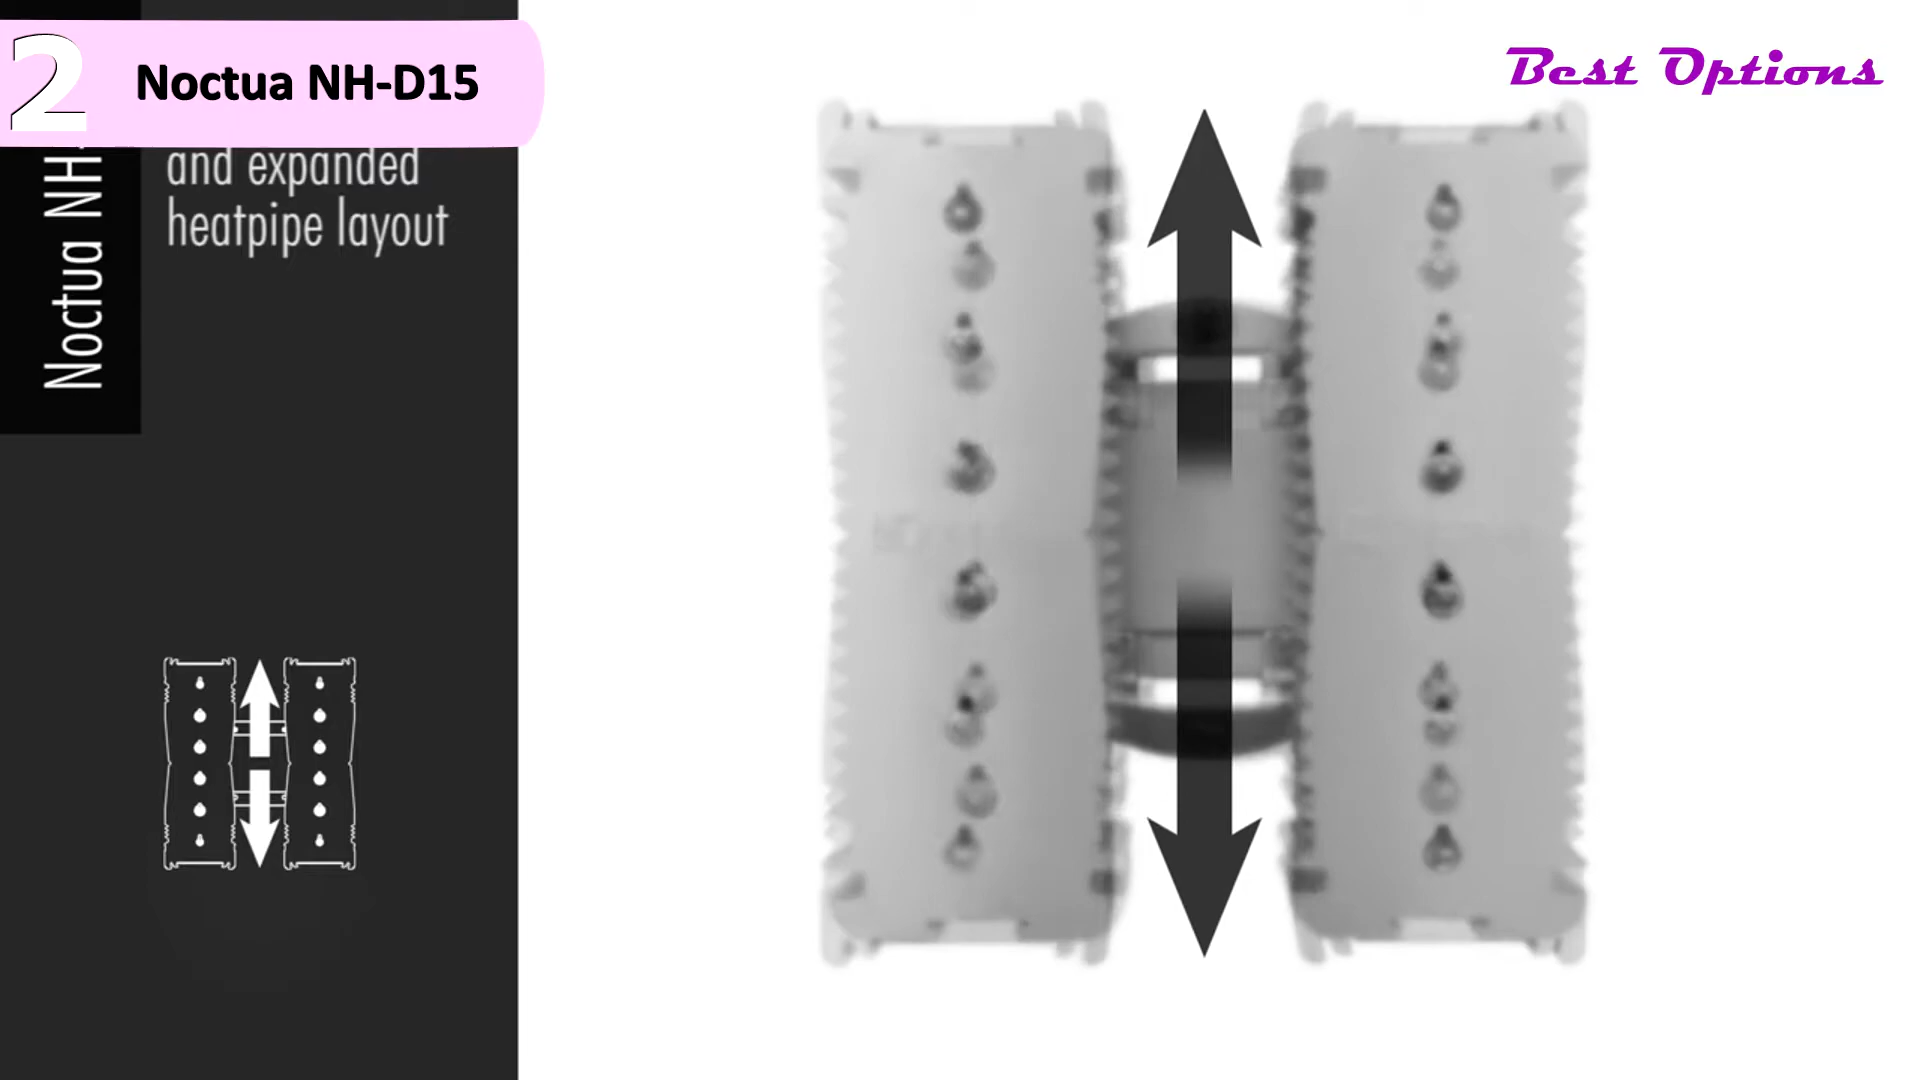 2
Noctua NH-D15
Best Options
Noctua NH-
and expanded
heatpipe layout